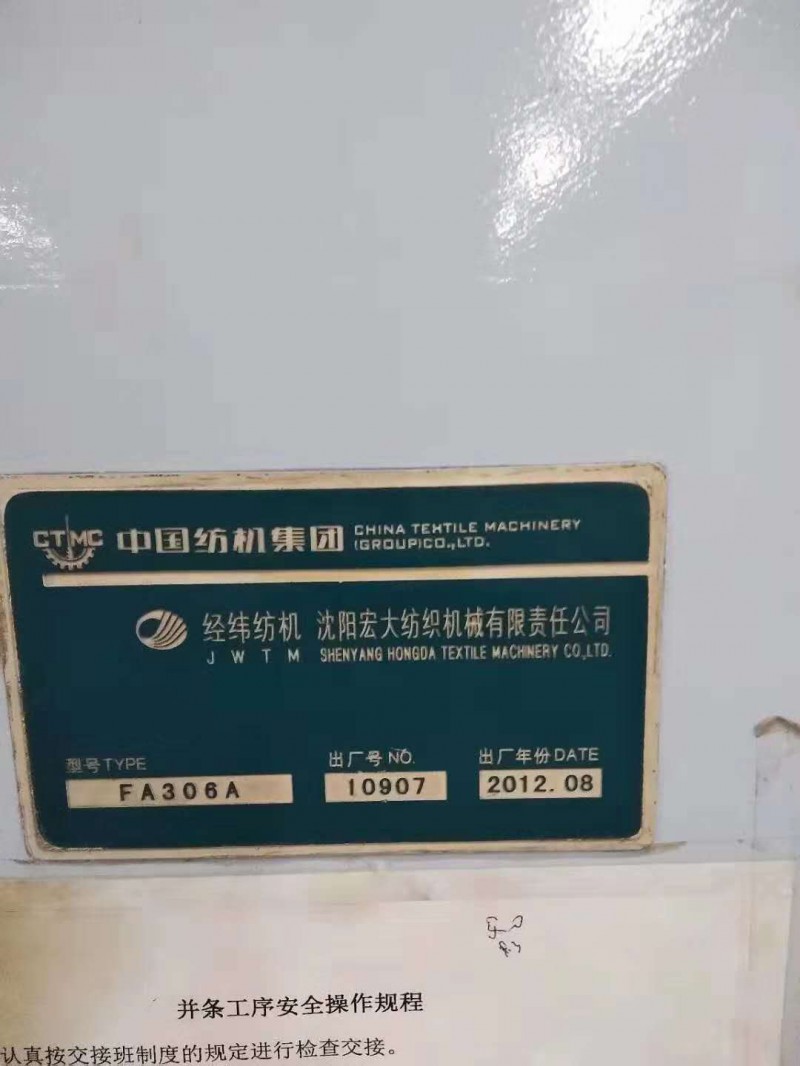 CTMC 中国纺机集团 CHINA TEXTILE MACHINERY
(GROUP)CO.,LTD.
经纬纺机 沈阳宏大纺织机械有限责任公司
JWTM SHENYANG HONGDA TEXTILE MACHINERY CO.,LTD.
型号TYPE 出厂号 NO. 出厂年份DATE
FA306A 10907 2012.08
并条工序安全操作规程
认真按交接班制度的规定进行检查交接。